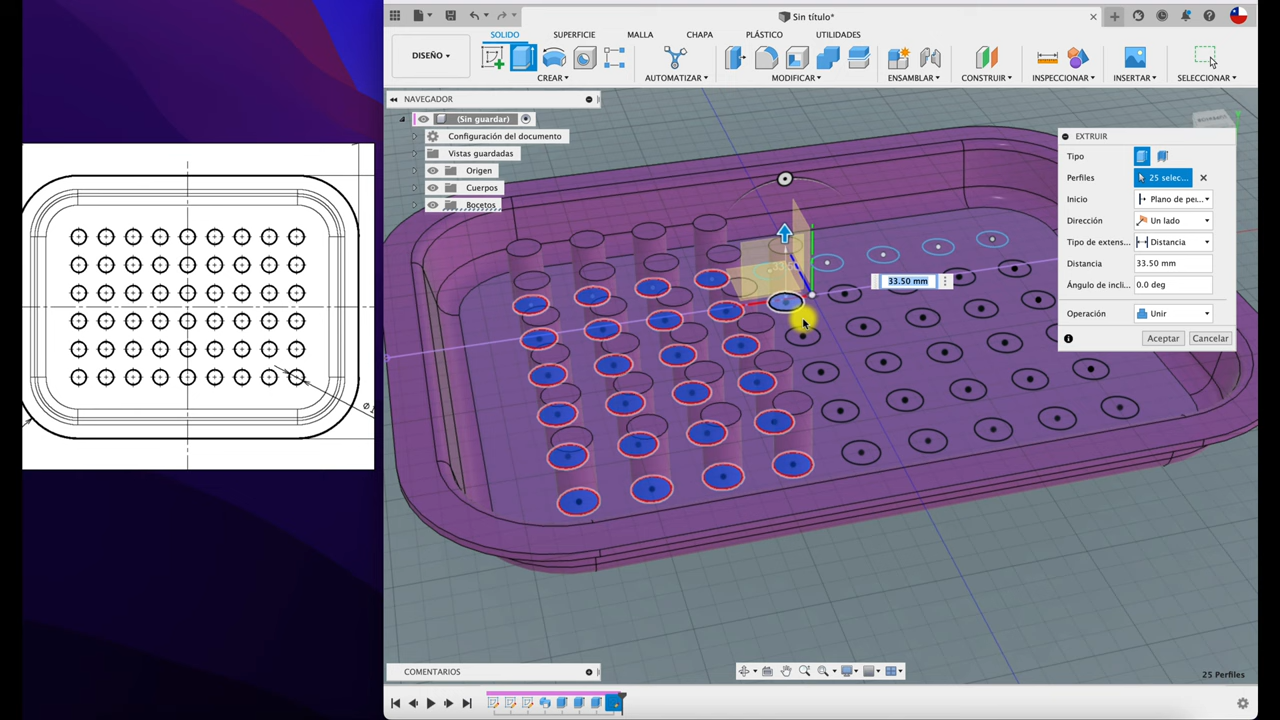 Sin título*
DISEÑO
SOLIDO
SUPERFICIE
MALLA
CHAPA
PLÁSTICO
UTILIDADES
CREAR
AUTOMATIZAR
MODIFICAR
ENSAMBLAR
CONSTRUIR
INSPECCIONAR
INSERTAR
SELECCIONAR
NAVEGADOR
(Sin guardar)
Configuración del documento
Vistas guardadas
Origen
Cuerpos
Bocetos
EXTRUIR
Tipo
Perfiles
25 selec...
Inicio
Plano de per...
Dirección
Un lado
Tipo de extens...
Distancia
Distancia
33.50 mm
Ángulo de incli...
0.0 deg
Operación
Unir
Aceptar
Cancelar
33.50 mm
COMENTARIOS
25 Perfiles